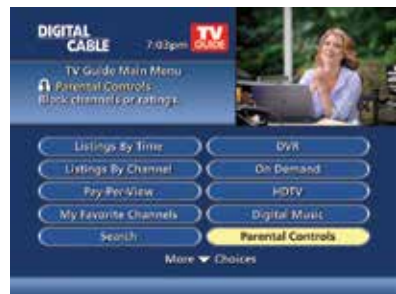 DIGITAL
CABLE
7:03pm
TV
GUIDE
TV Guide Main Menu
Parental Controls
Block channels or ratings
Listings By Time
DVR
Listings By Channel
On Demand
Pay-Per-View
HDTV
My Favorite Channels
Digital Music
Search
Parental Controls
More Choices